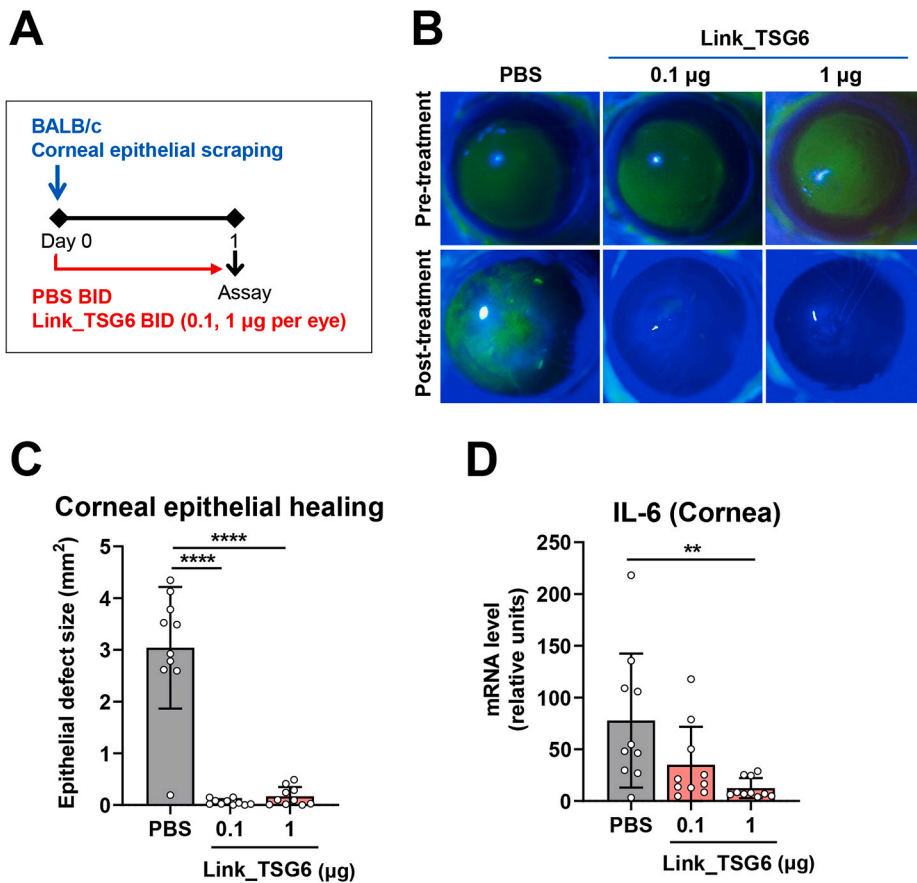 A
BALB/c
Corneal epithelial scraping
Day 0
1
Assay
PBS BID
Link_TSG6 BID (0.1, 1 µg per eye)
B
Link_TSG6
PBS
0.1 µg
1 µg
Pre-treatment
Post-treatment
C
Corneal epithelial healing
Epithelial defect size (mm²)
5
4
3
2
1
0
****
****
PBS
0.1
1
Link_TSG6 (µg)
D
IL-6 (Cornea)
mRNA level
(relative units)
250
200
150
100
50
0
**
PBS
0.1
1
Link_TSG6 (µg)